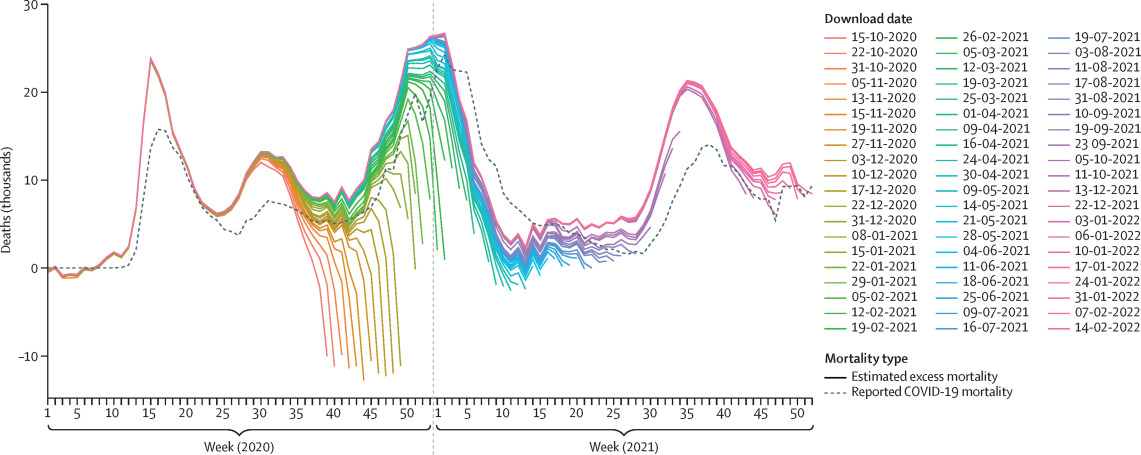 30
20
10
0
–10
Deaths (thousands)
1 5 10 15 20 25 30 35 40 45 50 1 5 10 15 20 25 30 35 40 45 50
Week (2020) Week (2021)
Download date
15-10-2020 26-02-2021 19-07-2021
22-10-2020 05-03-2021 03-08-2021
31-10-2020 12-03-2021 11-08-2021
05-11-2020 19-03-2021 17-08-2021
13-11-2020 25-03-2021 31-08-2021
15-11-2020 01-04-2021 10-09-2021
19-11-2020 09-04-2021 19-09-2021
27-11-2020 16-04-2021 23 09-2021
03-12-2020 24-04-2021 05-10-2021
10-12-2020 30-04-2021 11-10-2021
17-12-2020 09-05-2021 13-12-2021
22-12-2020 14-05-2021 22-12-2021
31-12-2020 21-05-2021 03-01-2022
08-01-2021 28-05-2021 06-01-2022
15-01-2021 04-06-2021 10-01-2022
22-01-2021 11-06-2021 17-01-2022
29-01-2021 18-06-2021 24-01-2022
05-02-2021 25-06-2021 31-01-2022
12-02-2021 09-07-2021 07-02-2022
19-02-2021 16-07-2021 14-02-2022
Mortality type
Estimated excess mortality
Reported COVID-19 mortality